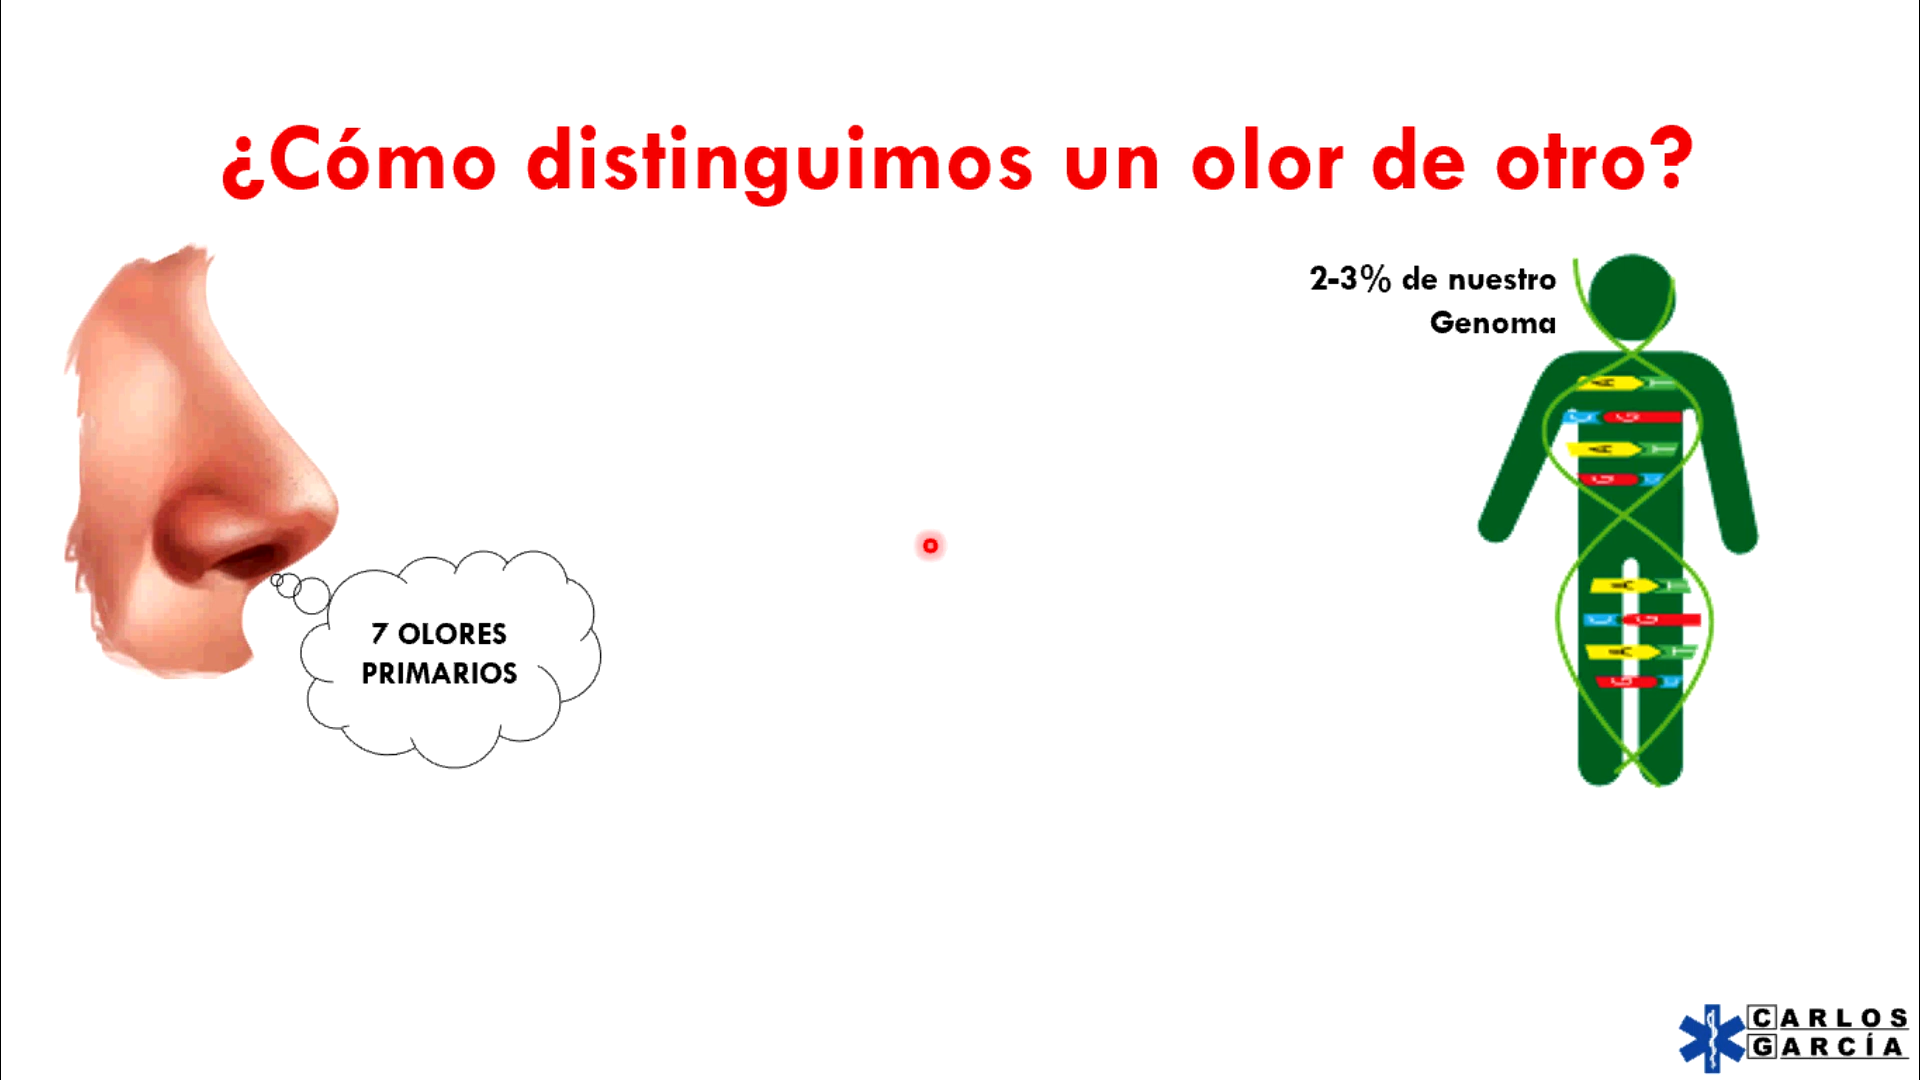 ¿Cómo distinguimos un olor de otro?
2-3% de nuestro
Genoma
7 OLORES
PRIMARIOS
A T
C G
A T
G C
A T
C G
A T
G C
CARLOS
GARCÍA